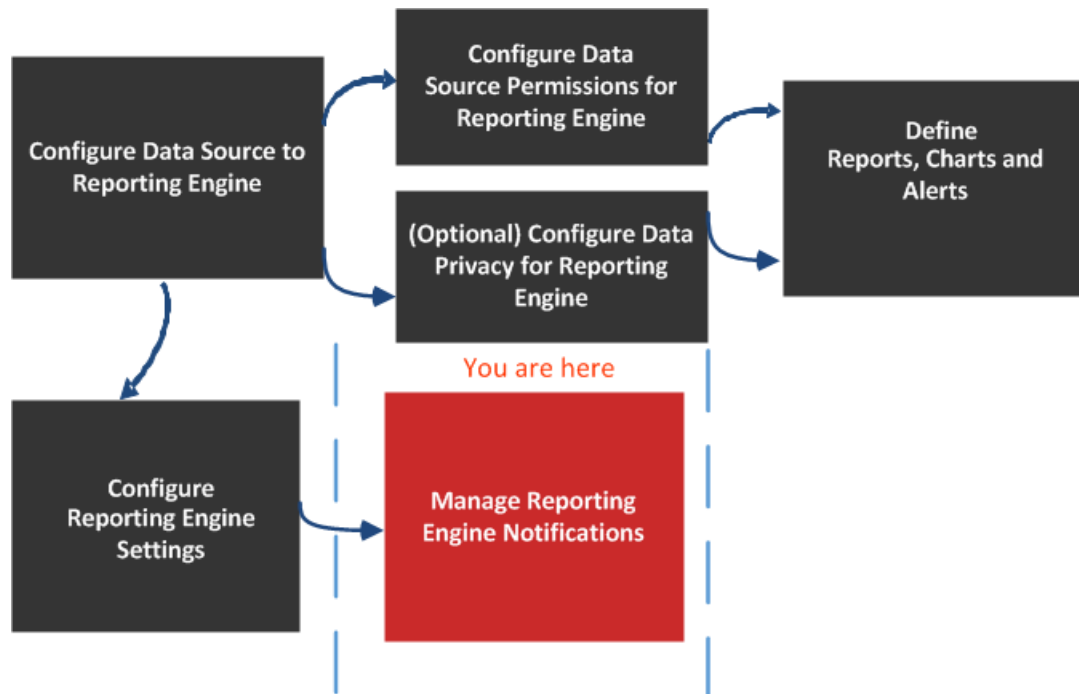 Configure Data Source to
Reporting Engine
Configure Data
Source Permissions for
Reporting Engine
(Optional) Configure Data
Privacy for Reporting
Engine
Define
Reports, Charts and
Alerts
You are here
Configure
Reporting Engine
Settings
Manage Reporting
Engine Notifications